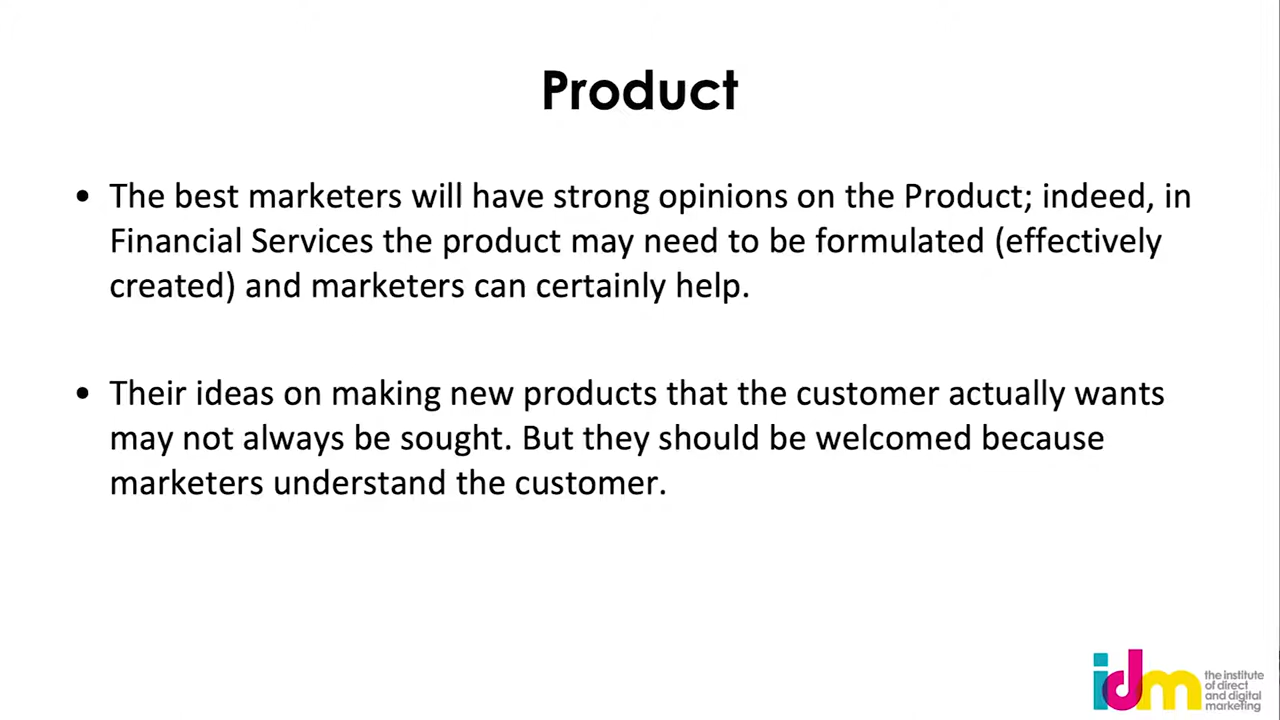 Product
• The best marketers will have strong opinions on the Product; indeed, in
Financial Services the product may need to be formulated (effectively
created) and marketers can certainly help.
• Their ideas on making new products that the customer actually wants
may not always be sought. But they should be welcomed because
marketers understand the customer.
idm
the institute
of direct
and digital
marketing